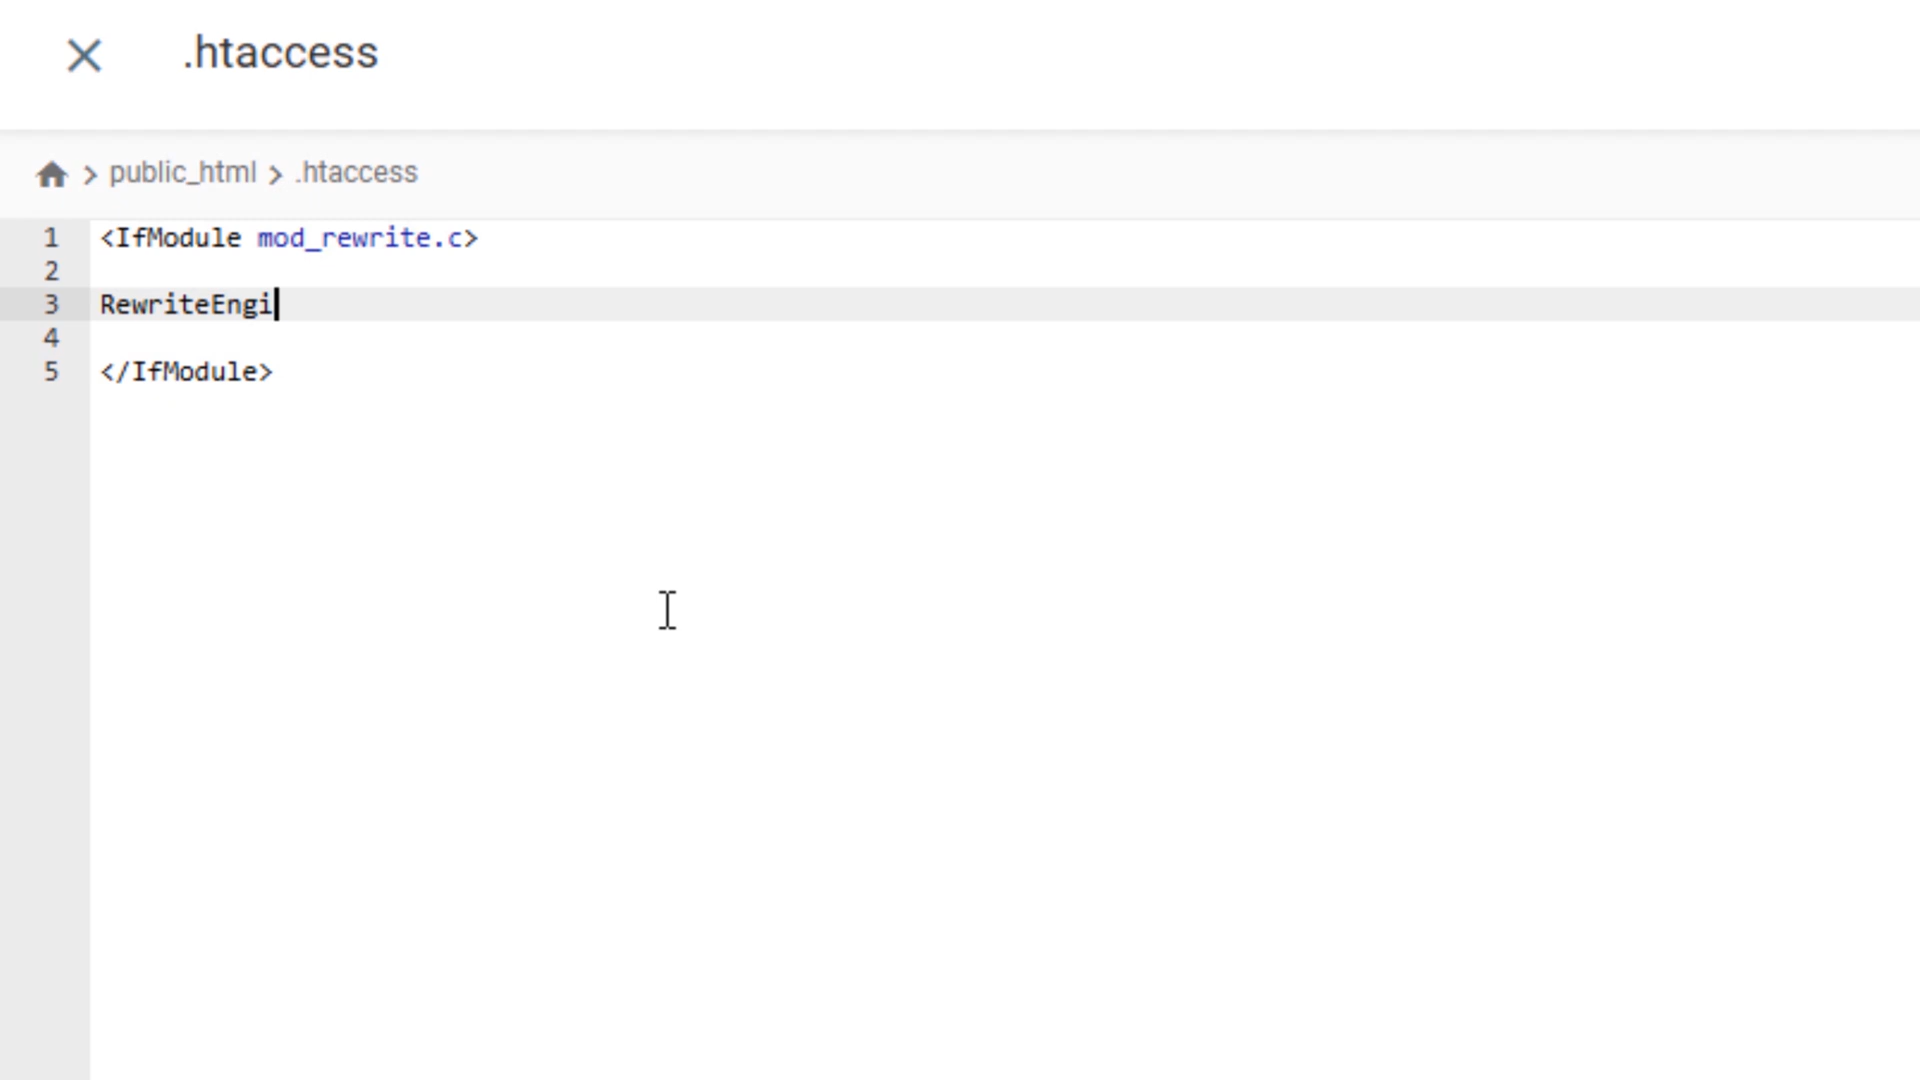 .htaccess
public_html > .htaccess
1 <IfModule mod_rewrite.c>
2
3 RewriteEngi
4
5 </IfModule>